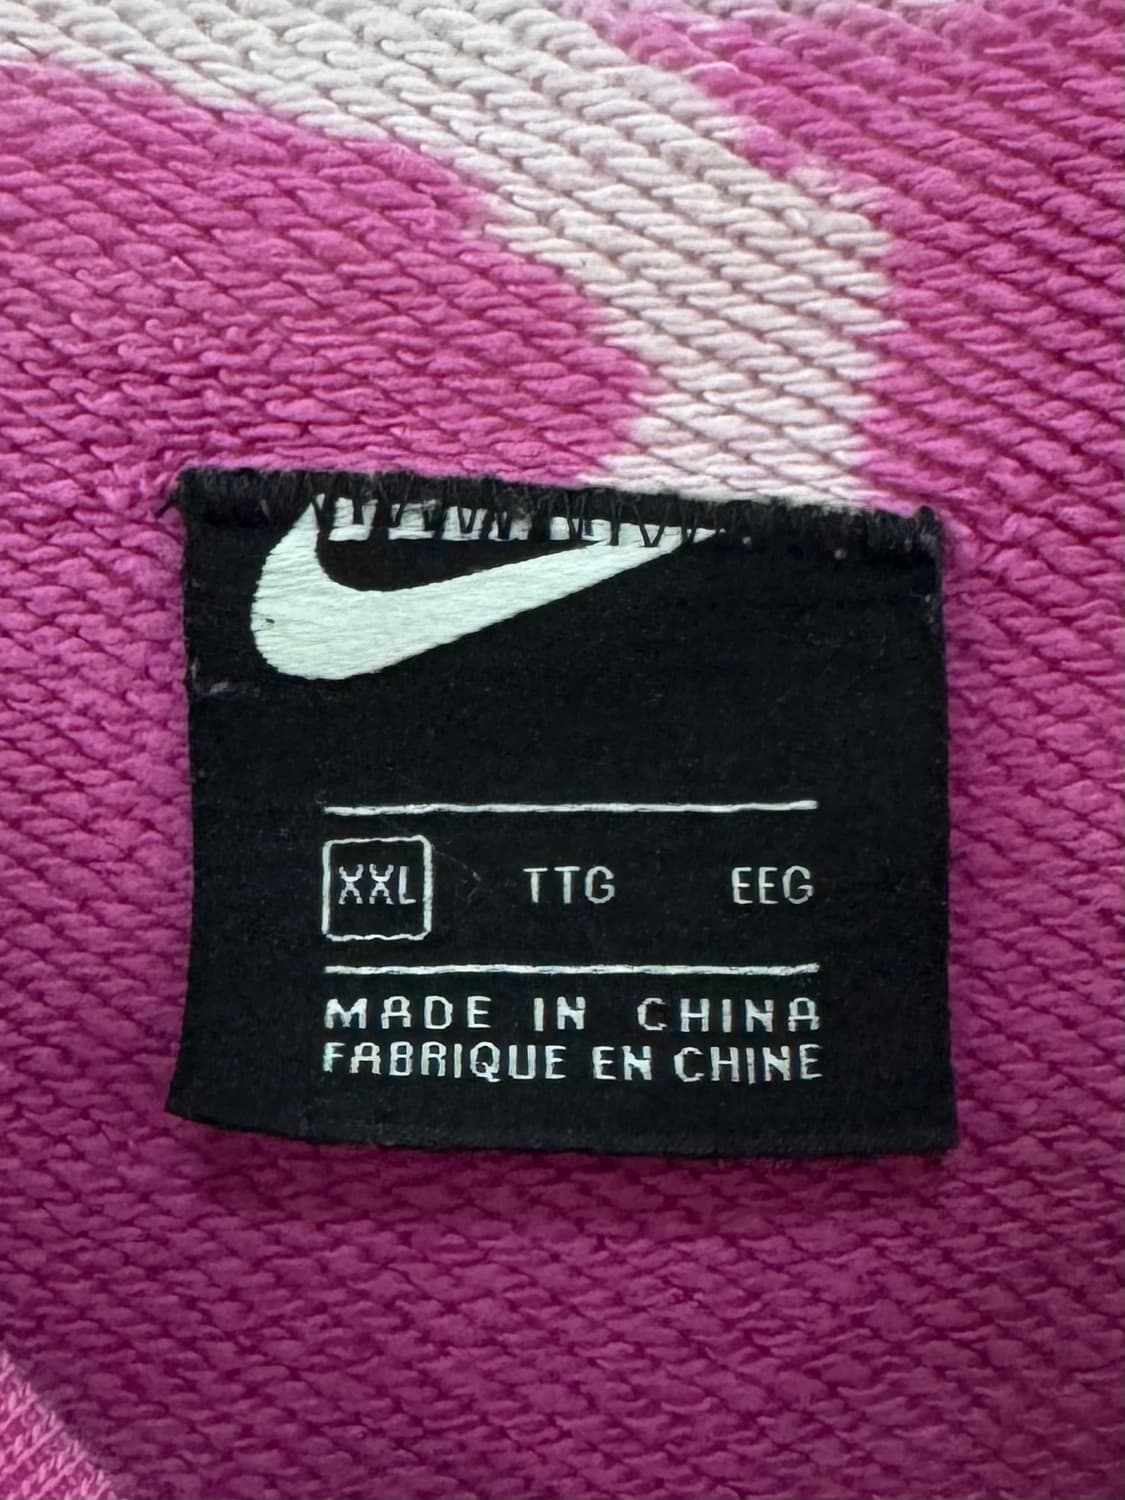 XXL TTG EEG
MADE IN CHINA
FABRIQUE EN CHINE